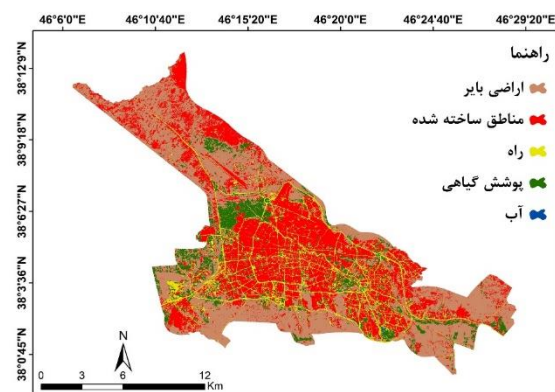 46°6'0"E 46°10'40"E 46°15'20"E 46°20'0"E 46°24'40"E 46°29'20"E
38°12'9"N
38°9'18"N
38°6'27"N
38°3'36"N
38°0'45"N
راهنما
اراضی بایر
مناطق ساخته شده
راه
پوشش گیاهی
آب
N
0 3 6 12
Km